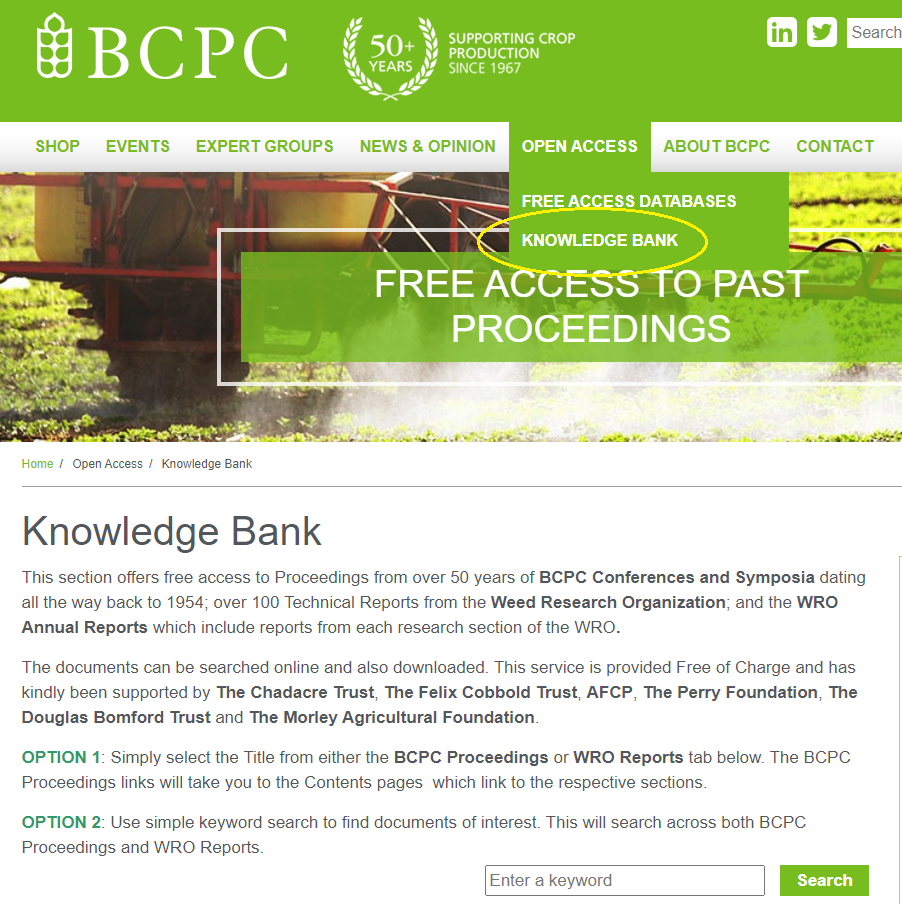 BCPC
50+
YEARS
SUPPORTING CROP
PRODUCTION
SINCE 1967
Search
SHOP EVENTS EXPERT GROUPS NEWS & OPINION OPEN ACCESS ABOUT BCPC CONTACT
FREE ACCESS DATABASES
KNOWLEDGE BANK
FREE ACCESS TO PAST
PROCEEDINGS
Home / Open Access / Knowledge Bank
Knowledge Bank
This section offers free access to Proceedings from over 50 years of BCPC Conferences and Symposia dating
all the way back to 1954; over 100 Technical Reports from the Weed Research Organization; and the WRO
Annual Reports which include reports from each research section of the WRO.
The documents can be searched online and also downloaded. This service is provided Free of Charge and has
kindly been supported by The Chadacre Trust, The Felix Cobbold Trust, AFCP, The Perry Foundation, The
Douglas Bomford Trust and The Morley Agricultural Foundation.
OPTION 1: Simply select the Title from either the BCPC Proceedings or WRO Reports tab below. The BCPC
Proceedings links will take you to the Contents pages which link to the respective sections.
OPTION 2: Use simple keyword search to find documents of interest. This will search across both BCPC
Proceedings and WRO Reports.
Enter a keyword Search